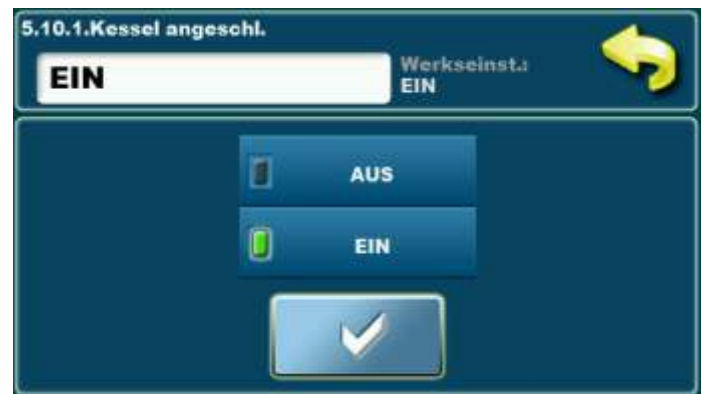 5.10.1.Kessel angeschl.
EIN
Werkseinst.:
EIN
AUS
EIN